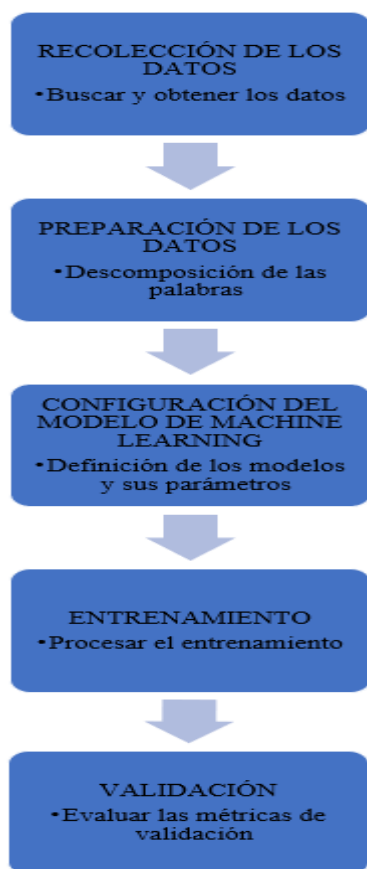 RECOLECCIÓN DE LOS
DATOS
•Buscar y obtener los datos
PREPARACIÓN DE LOS
DATOS
•Descomposición de las
palabras
CONFIGURACIÓN DEL
MODELO DE MACHINE
LEARNING
•Definición de los modelos
y sus parámetros
ENTRENAMIENTO
•Procesar el entrenamiento
VALIDACIÓN
•Evaluar las métricas de
validación